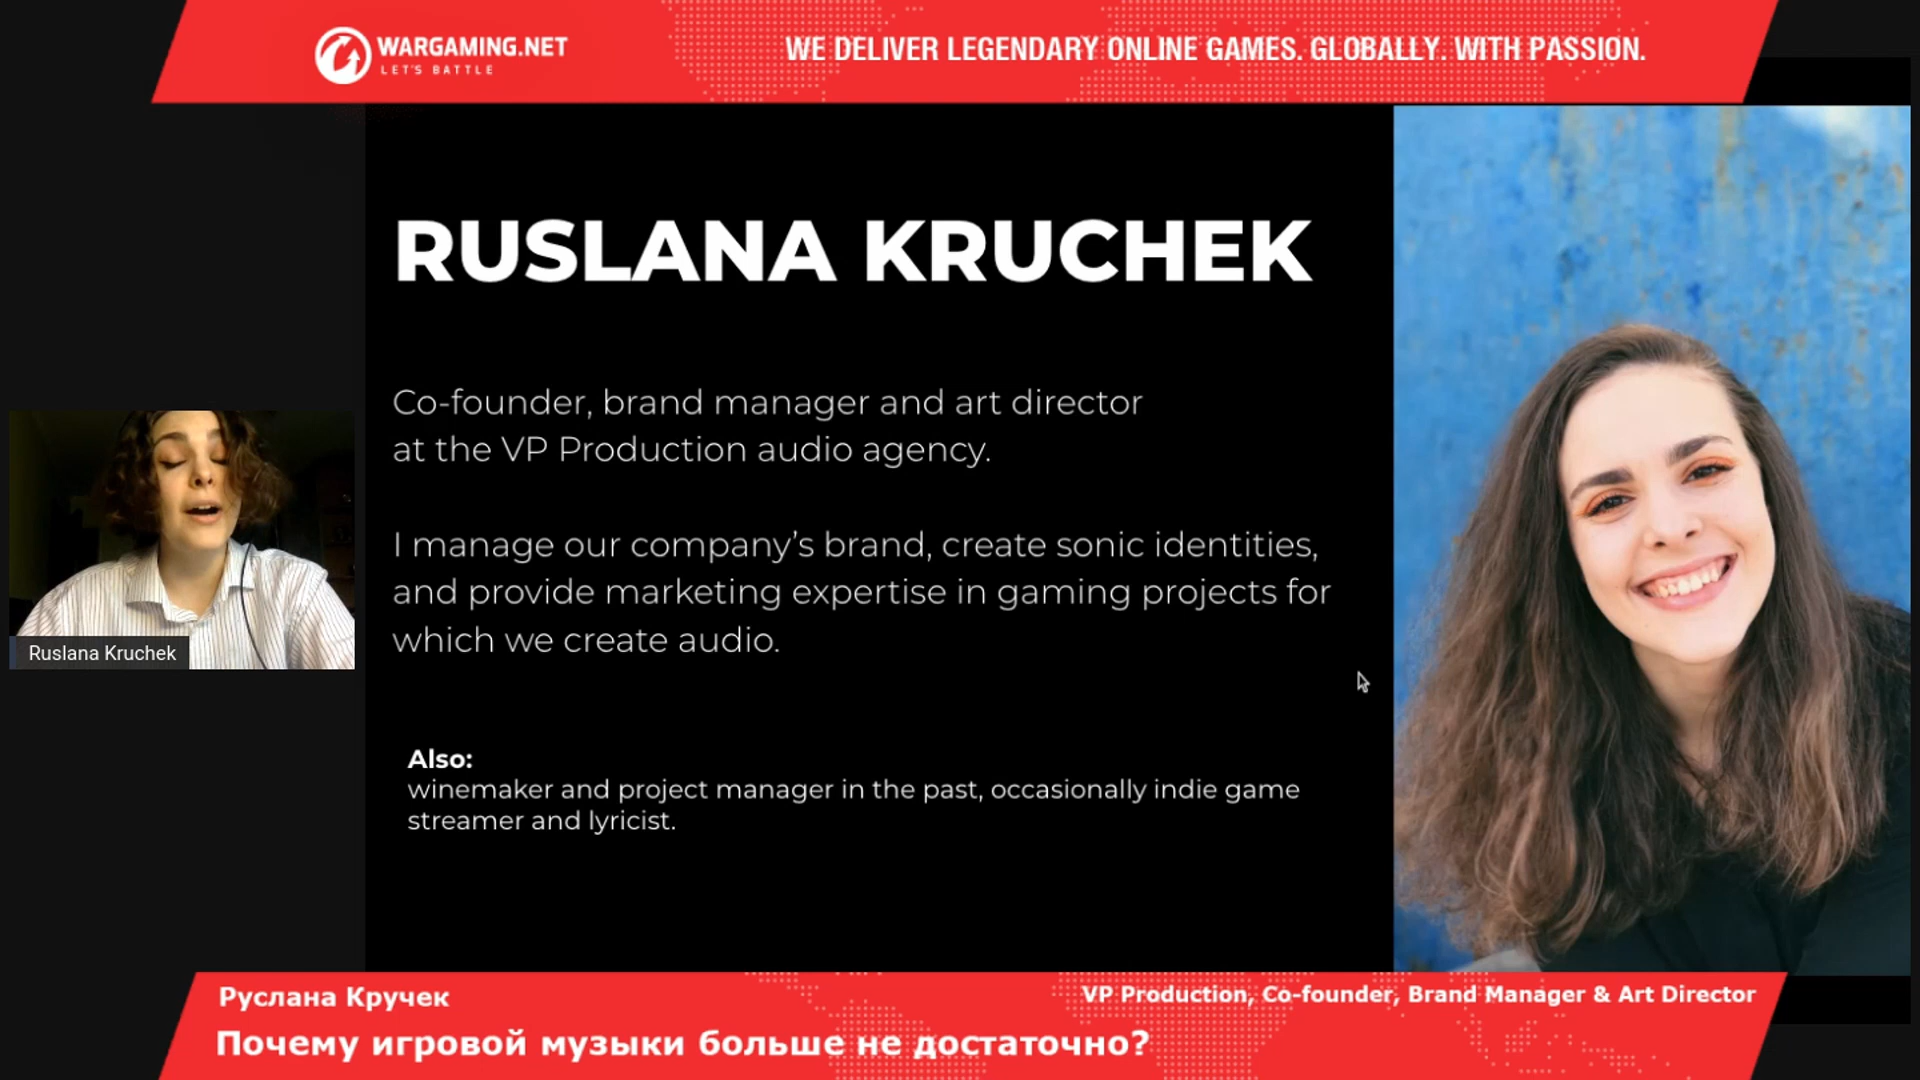 WARGAMING.NET
LET'S BATTLE
WE DELIVER LEGENDARY ONLINE GAMES. GLOBALLY. WITH PASSION.
RUSLANA KRUCHEK
Co-founder, brand manager and art director
at the VP Production audio agency.
I manage our company’s brand, create sonic identities,
and provide marketing expertise in gaming projects for
which we create audio.
Also:
winemaker and project manager in the past, occasionally indie game
streamer and lyricist.
Ruslana Kruchek
Руслана Кручек
VP Production, Co-founder, Brand Manager & Art Director
Почему игровой музыки больше не достаточно?